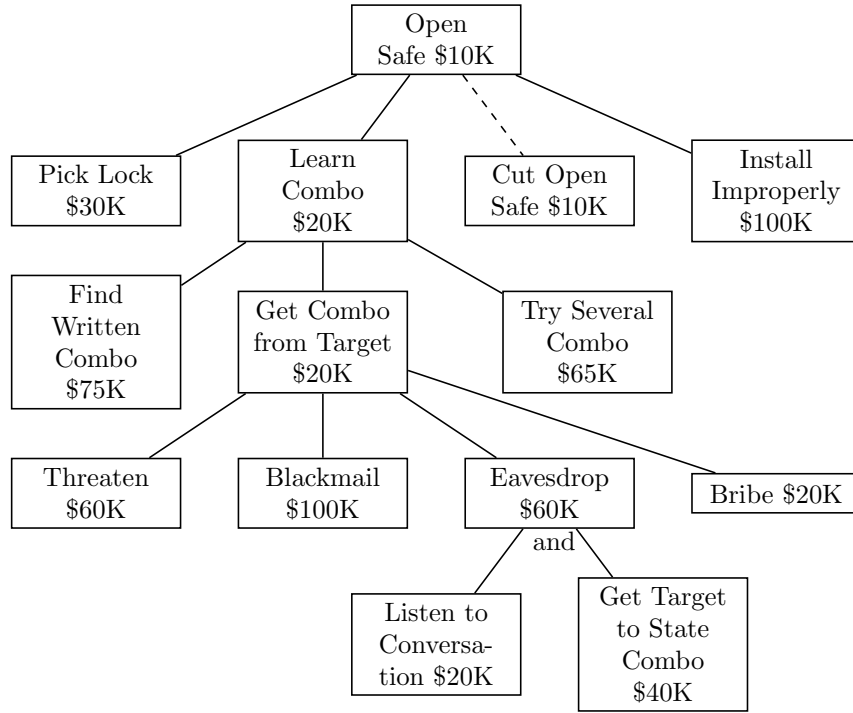 Open
Safe $10K
Pick Lock
$30K
Learn
Combo
$20K
Cut Open
Safe $10K
Install
Improperly
$100K
Find
Written
Combo
$75K
Get Combo
from Target
$20K
Try Several
Combo
$65K
Threaten
$60K
Blackmail
$100K
Eavesdrop
$60K
Bribe $20K
and
Listen to
Conversa-
tion $20K
Get Target
to State
Combo
$40K